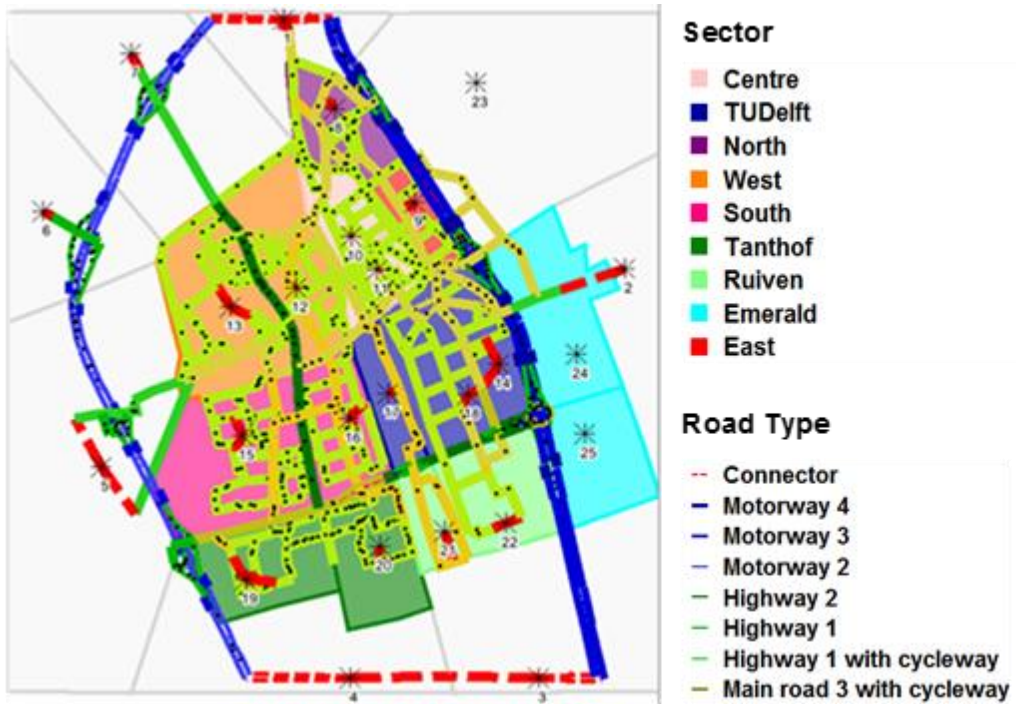 Sector
Centre
TUDelft
North
West
South
Tanthof
Ruiven
Emerald
East
Road Type
Connector
Motorway 4
Motorway 3
Motorway 2
Highway 2
Highway 1
Highway 1 with cycleway
Main road 3 with cycleway
1
7
23
8
9
6
10
11
2
12
13
24
14
17
18
16
25
15
5
22
21
20
19
4
3